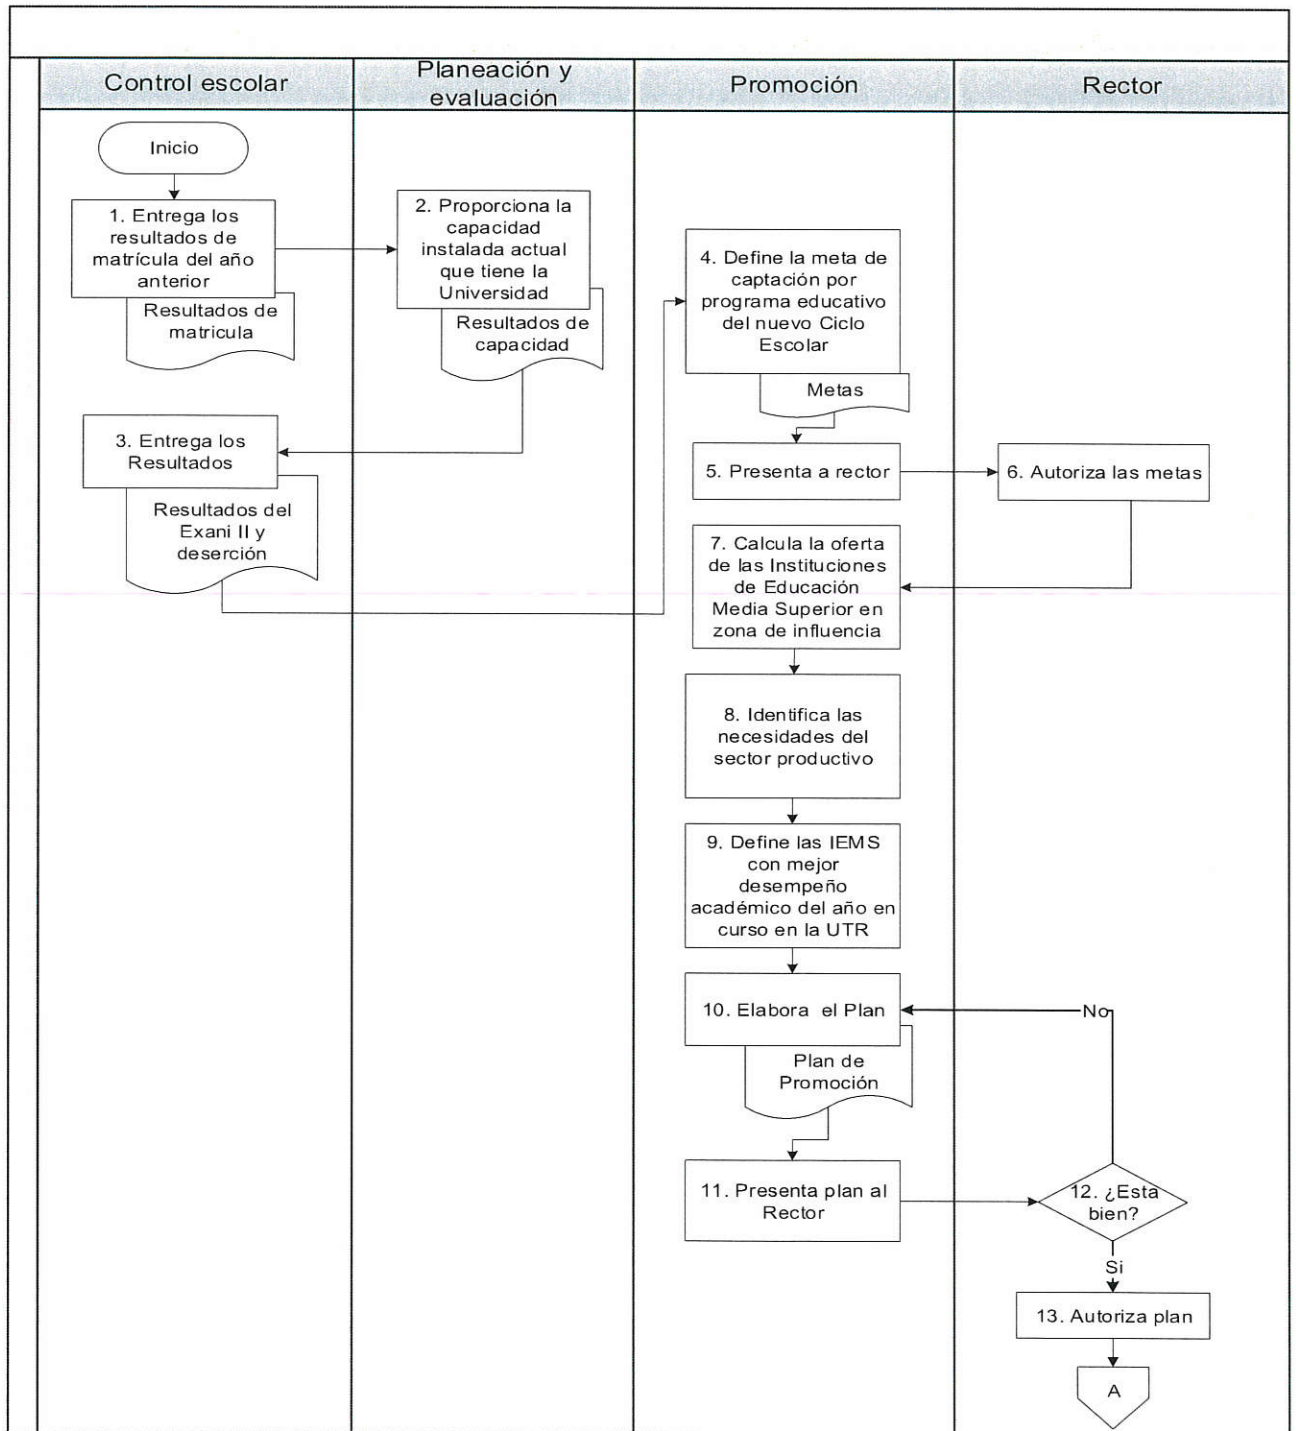 Control escolar
Planeación y
evaluación
Promoción
Rector
Inicio
1. Entrega los
resultados de
matrícula del año
anterior
Resultados de
matricula
2. Proporciona la
capacidad
instalada actual
que tiene la
Universidad
Resultados de
capacidad
3. Entrega los
Resultados
Resultados del
Exani II y
deserción
4. Define la meta de
captación por
programa educativo
del nuevo Ciclo
Escolar
Metas
5. Presenta a rector
6. Autoriza las metas
7. Calcula la oferta
de las Instituciones
de Educación
Media Superior en
zona de influencia
8. Identifica las
necesidades del
sector productivo
9. Define las IEMS
con mejor
desempeño
académico del año en
curso en la UTR
10. Elabora el Plan
No
Plan de
Promoción
11. Presenta plan al
Rector
12. ¿Esta
bien?
Si
13. Autoriza plan
A